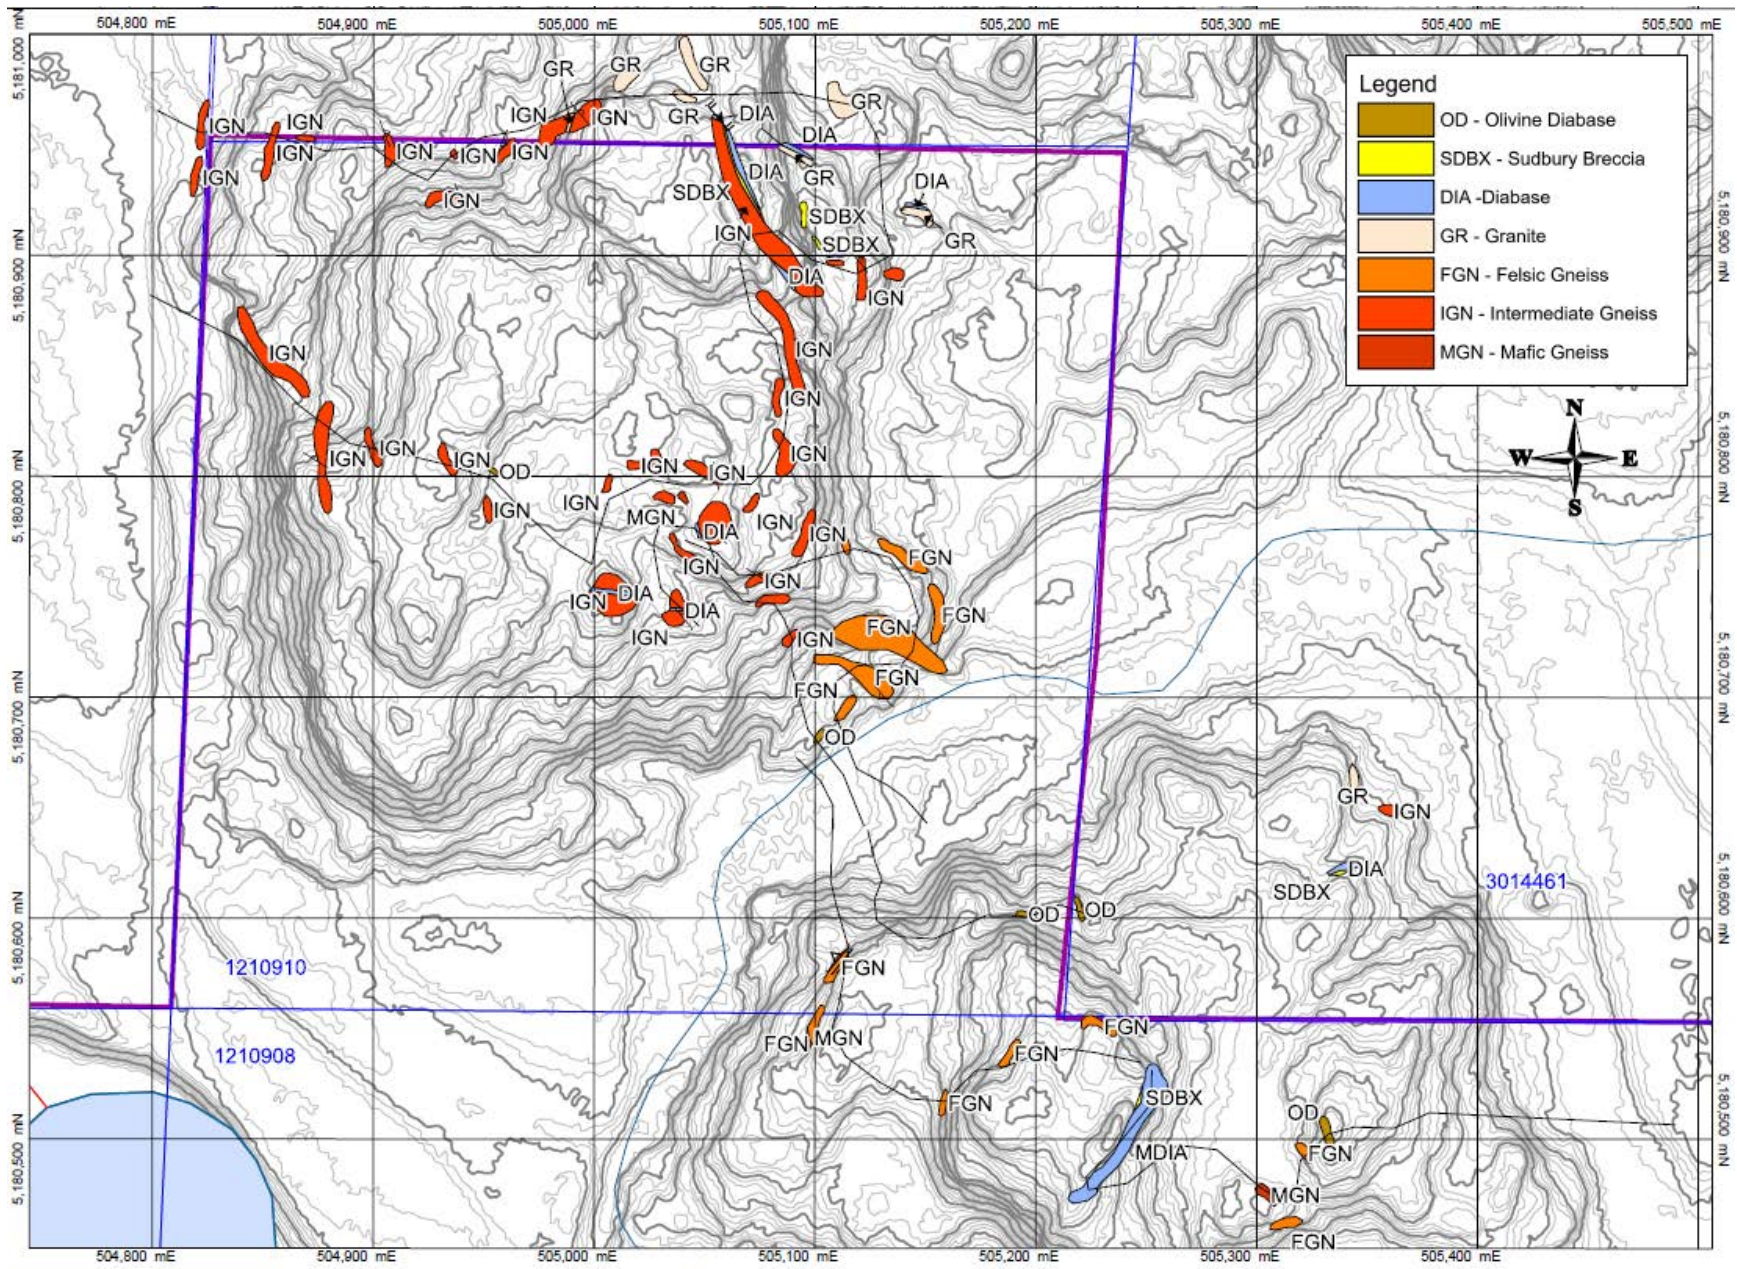 504,800 mE 504,900 mE 505,000 mE 505,100 mE 505,200 mE 505,300 mE 505,400 mE 505,500 mE
5,181,000 mN
5,180,900 mN
5,180,800 mN
5,180,700 mN
5,180,600 mN
5,180,500 mN
Legend
OD - Olivine Diabase
SDBX - Sudbury Breccia
DIA -Diabase
GR - Granite
FGN - Felsic Gneiss
IGN - Intermediate Gneiss
MGN - Mafic Gneiss
N
W E
S
5,180,900 mN
5,180,800 mN
5,180,700 mN
5,180,600 mN
5,180,500 mN
GR GR GR
GR
IGN IGN GR DIA
IGN IGN
DIA
IGN IGN IGN IGN
DIA GR
IGN DIA
IGN SDBX
SDBX
IGN SDBX GR
DIA
IGN
IGN IGN
IGN
IGN IGN IGN IGN
OD IGN IGN
IGN IGN
MGN DIA IGN IGN
IGN FGN
IGN
IGN DIA DIA FGN
IGN IGN FGN
FGN FGN
OD
GR IGN
DIA
SDBX
3014461
OD OD
1210910
FGN
FGN MGN FGN
FGN
1210908
FGN SDBX
OD
MDIA FGN
MGN
FGN
504,800 mE 504,900 mE 505,000 mE 505,100 mE 505,200 mE 505,300 mE 505,400 mE